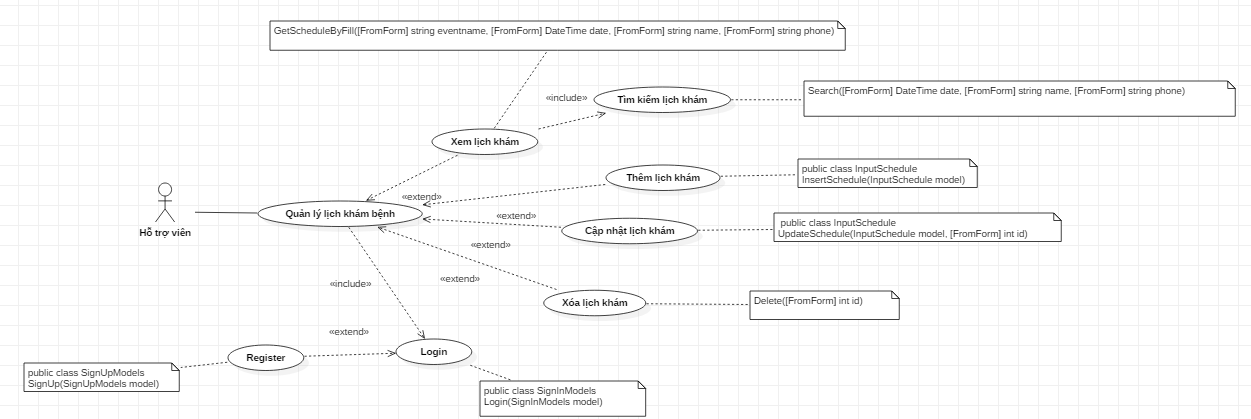 GetScheduleByFill([FromForm] string eventname, [FromForm] DateTime date, [FromForm] string name, [FromForm] string phone)
«include»
Tìm kiếm lịch khám
Search([FromForm] DateTime date, [FromForm] string name, [FromForm] string phone)
Xem lịch khám
public class InputSchedule
InsertSchedule(InputSchedule model)
Thêm lịch khám
«extend»
Quản lý lịch khám bệnh
Hỗ trợ viên
«extend»
Cập nhật lịch khám
public class InputSchedule
UpdateSchedule(InputSchedule model, [FromForm] int id)
«extend»
«extend»
«include»
Xóa lịch khám
Delete([FromForm] int id)
«extend»
Register
Login
public class SignUpModels
SignUp(SignUpModels model)
public class SignInModels
Login(SignInModels model)